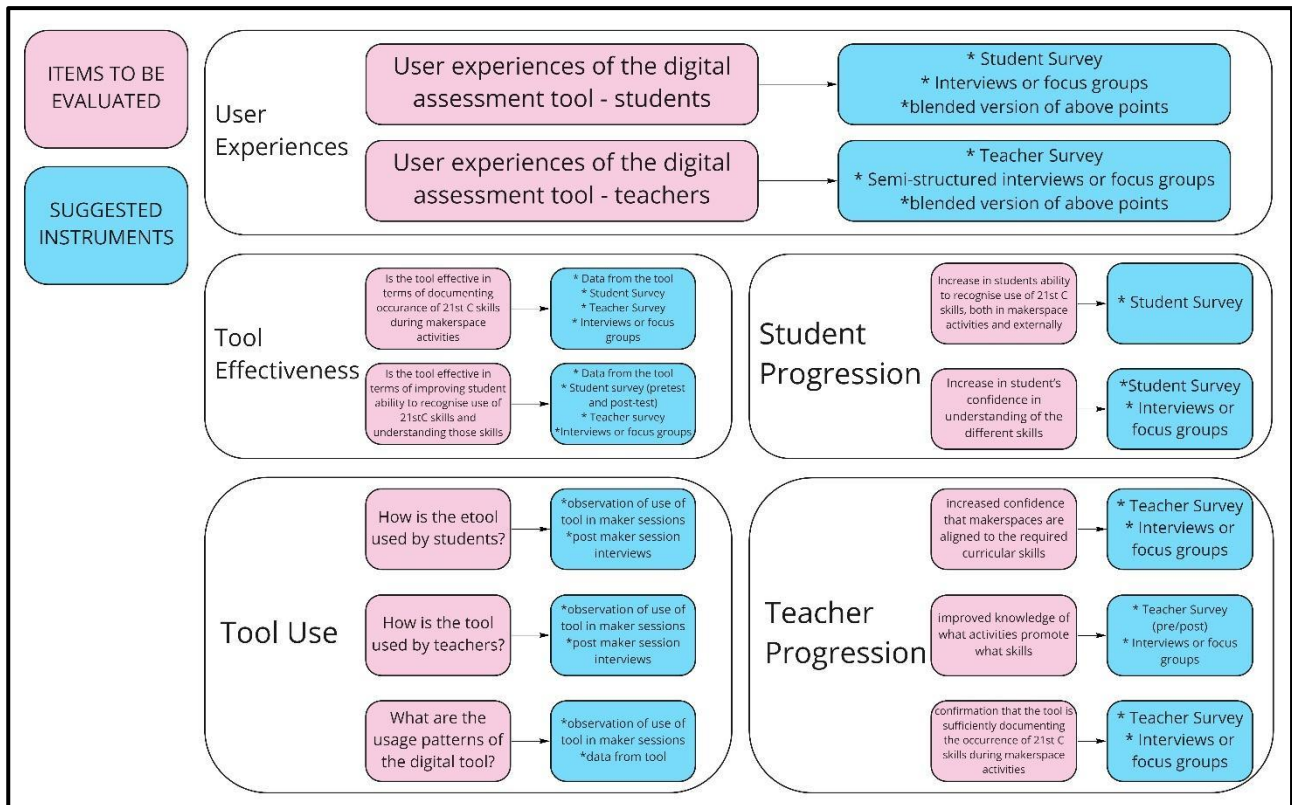 ITEMS TO BE
EVALUATED
SUGGESTED
INSTRUMENTS
User
Experiences
User experiences of the digital
assessment tool - students
* Student Survey
* Interviews or focus groups
*blended version of above points
User experiences of the digital
assessment tool - teachers
* Teacher Survey
* Semi-structured interviews or focus groups
*blended version of above points
Tool
Effectiveness
Is the tool effective in
terms of documenting
occurance of 21st C skills
during makerspace
activities
* Data from the tool
* Student Survey
* Teacher Survey
* Interviews or focus
groups
Is the tool effective in
terms of improving student
ability to recognise use of
21stC skills and
understanding those skills
* Data from the tool
* Student survey (pretest
and post-test)
* Teacher survey
*Interviews or focus groups
Student
Progression
Increase in students ability
to recognise use of 21st C
skills, both in makerspace
activities and externally
* Student Survey
Increase in student's
confidence in
understanding of the
different skills
*Student Survey
* Interviews or
focus groups
Tool Use
How is the etool
used by students?
*observation of use of
tool in maker sessions
*post maker session
interviews
How is the tool
used by teachers?
*observation of use of
tool in maker sessions
*post maker session
interviews
What are the
usage patterns of
the digital tool?
*observation of use of
tool in maker sessions
*data from tool
Teacher
Progression
increased confidence
that makerspaces are
aligned to the required
curricular skills
* Teacher Survey
* Interviews or
focus groups
improved knowledge of
what activities promote
what skills
* Teacher Survey
(pre/post)
* Interviews or focus
groups
confirmation that the tool is
sufficiently documenting
the occurrence of 21st C
skills during makerspace
activities
* Teacher Survey
* Interviews or
focus groups